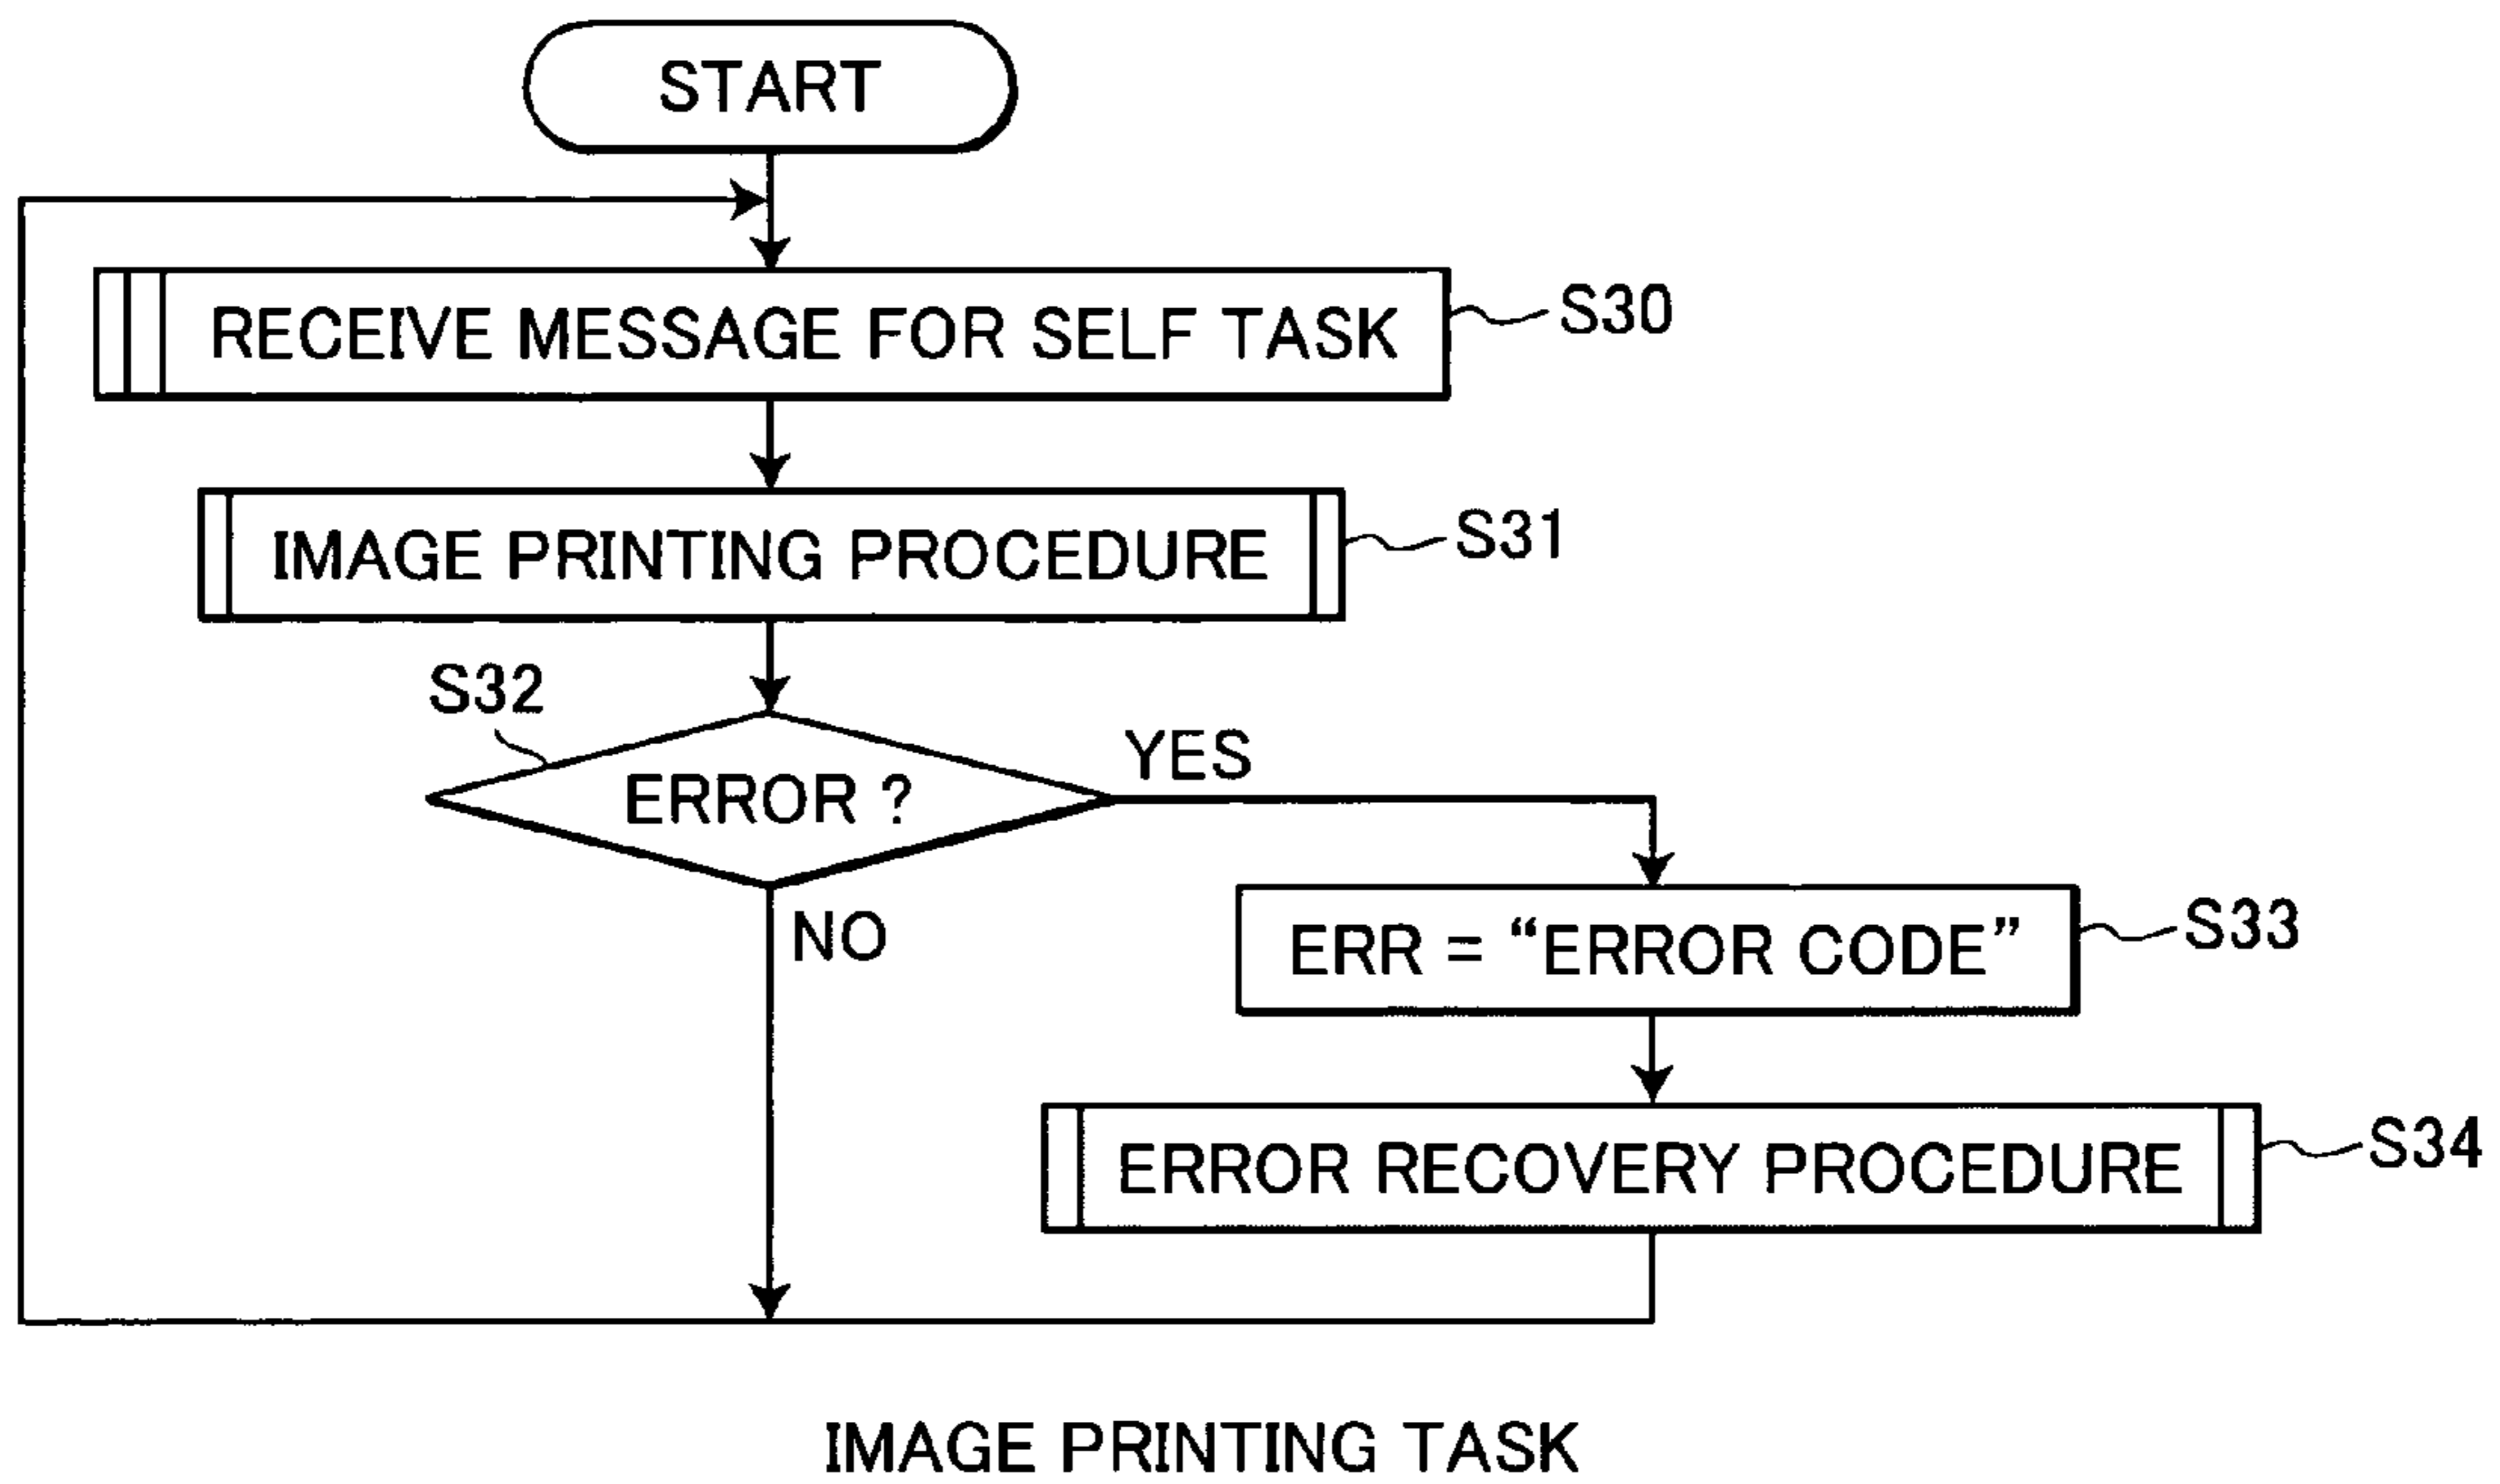 START
RECEIVE MESSAGE FOR SELF TASK
S30
IMAGE PRINTING PROCEDURE
S31
S32
ERROR ?
YES
NO
ERR = “ERROR CODE”
S33
ERROR RECOVERY PROCEDURE
S34
IMAGE PRINTING TASK